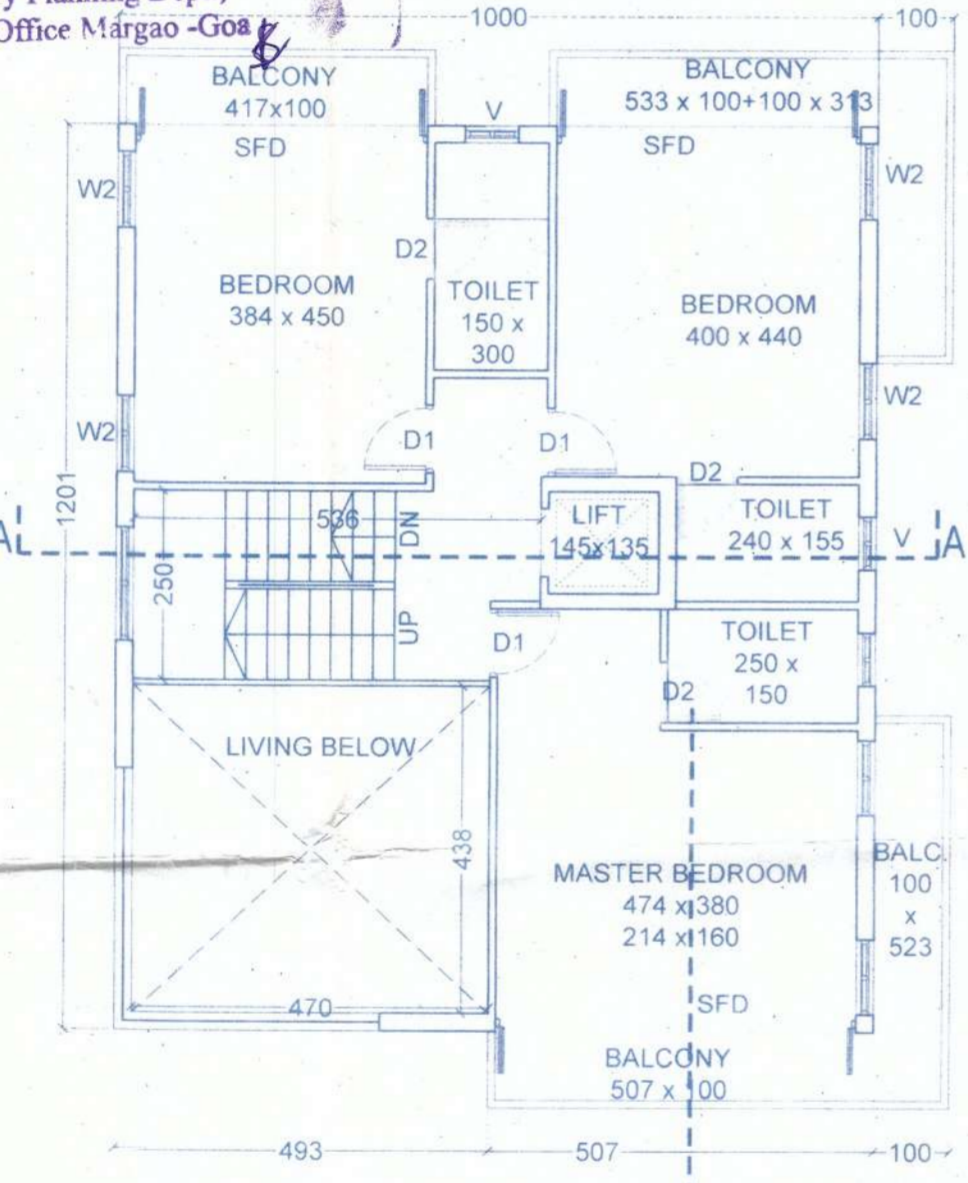 Office Margao -Goa
1000
100
BALCONY
417x100
V
BALCONY
533 x 100+100 x 313
SFD
SFD
W2
W2
D2
BEDROOM
384 x 450
TOILET
150 x
300
BEDROOM
400 x 440
W2
W2
D1
D1
D2
1201
536
DN
LIFT
145x135
TOILET
240 x 155
V
A
A
250
UP
D1
TOILET
250 x
150
D2
LIVING BELOW
438
MASTER BEDROOM
474 x 380
214 x 160
BALC.
100
x
523
470
SFD
BALCONY
507 x 100
493
507
100